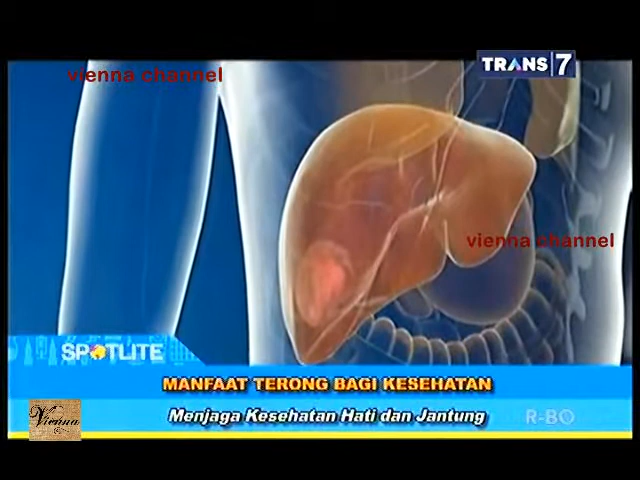 vienna channel
TRANS 7
vienna channel
SPOTLITE
MANFAAT TERONG BAGI KESEHATAN
Menjaga Kesehatan Hati dan Jantung
R-BO
Vienna